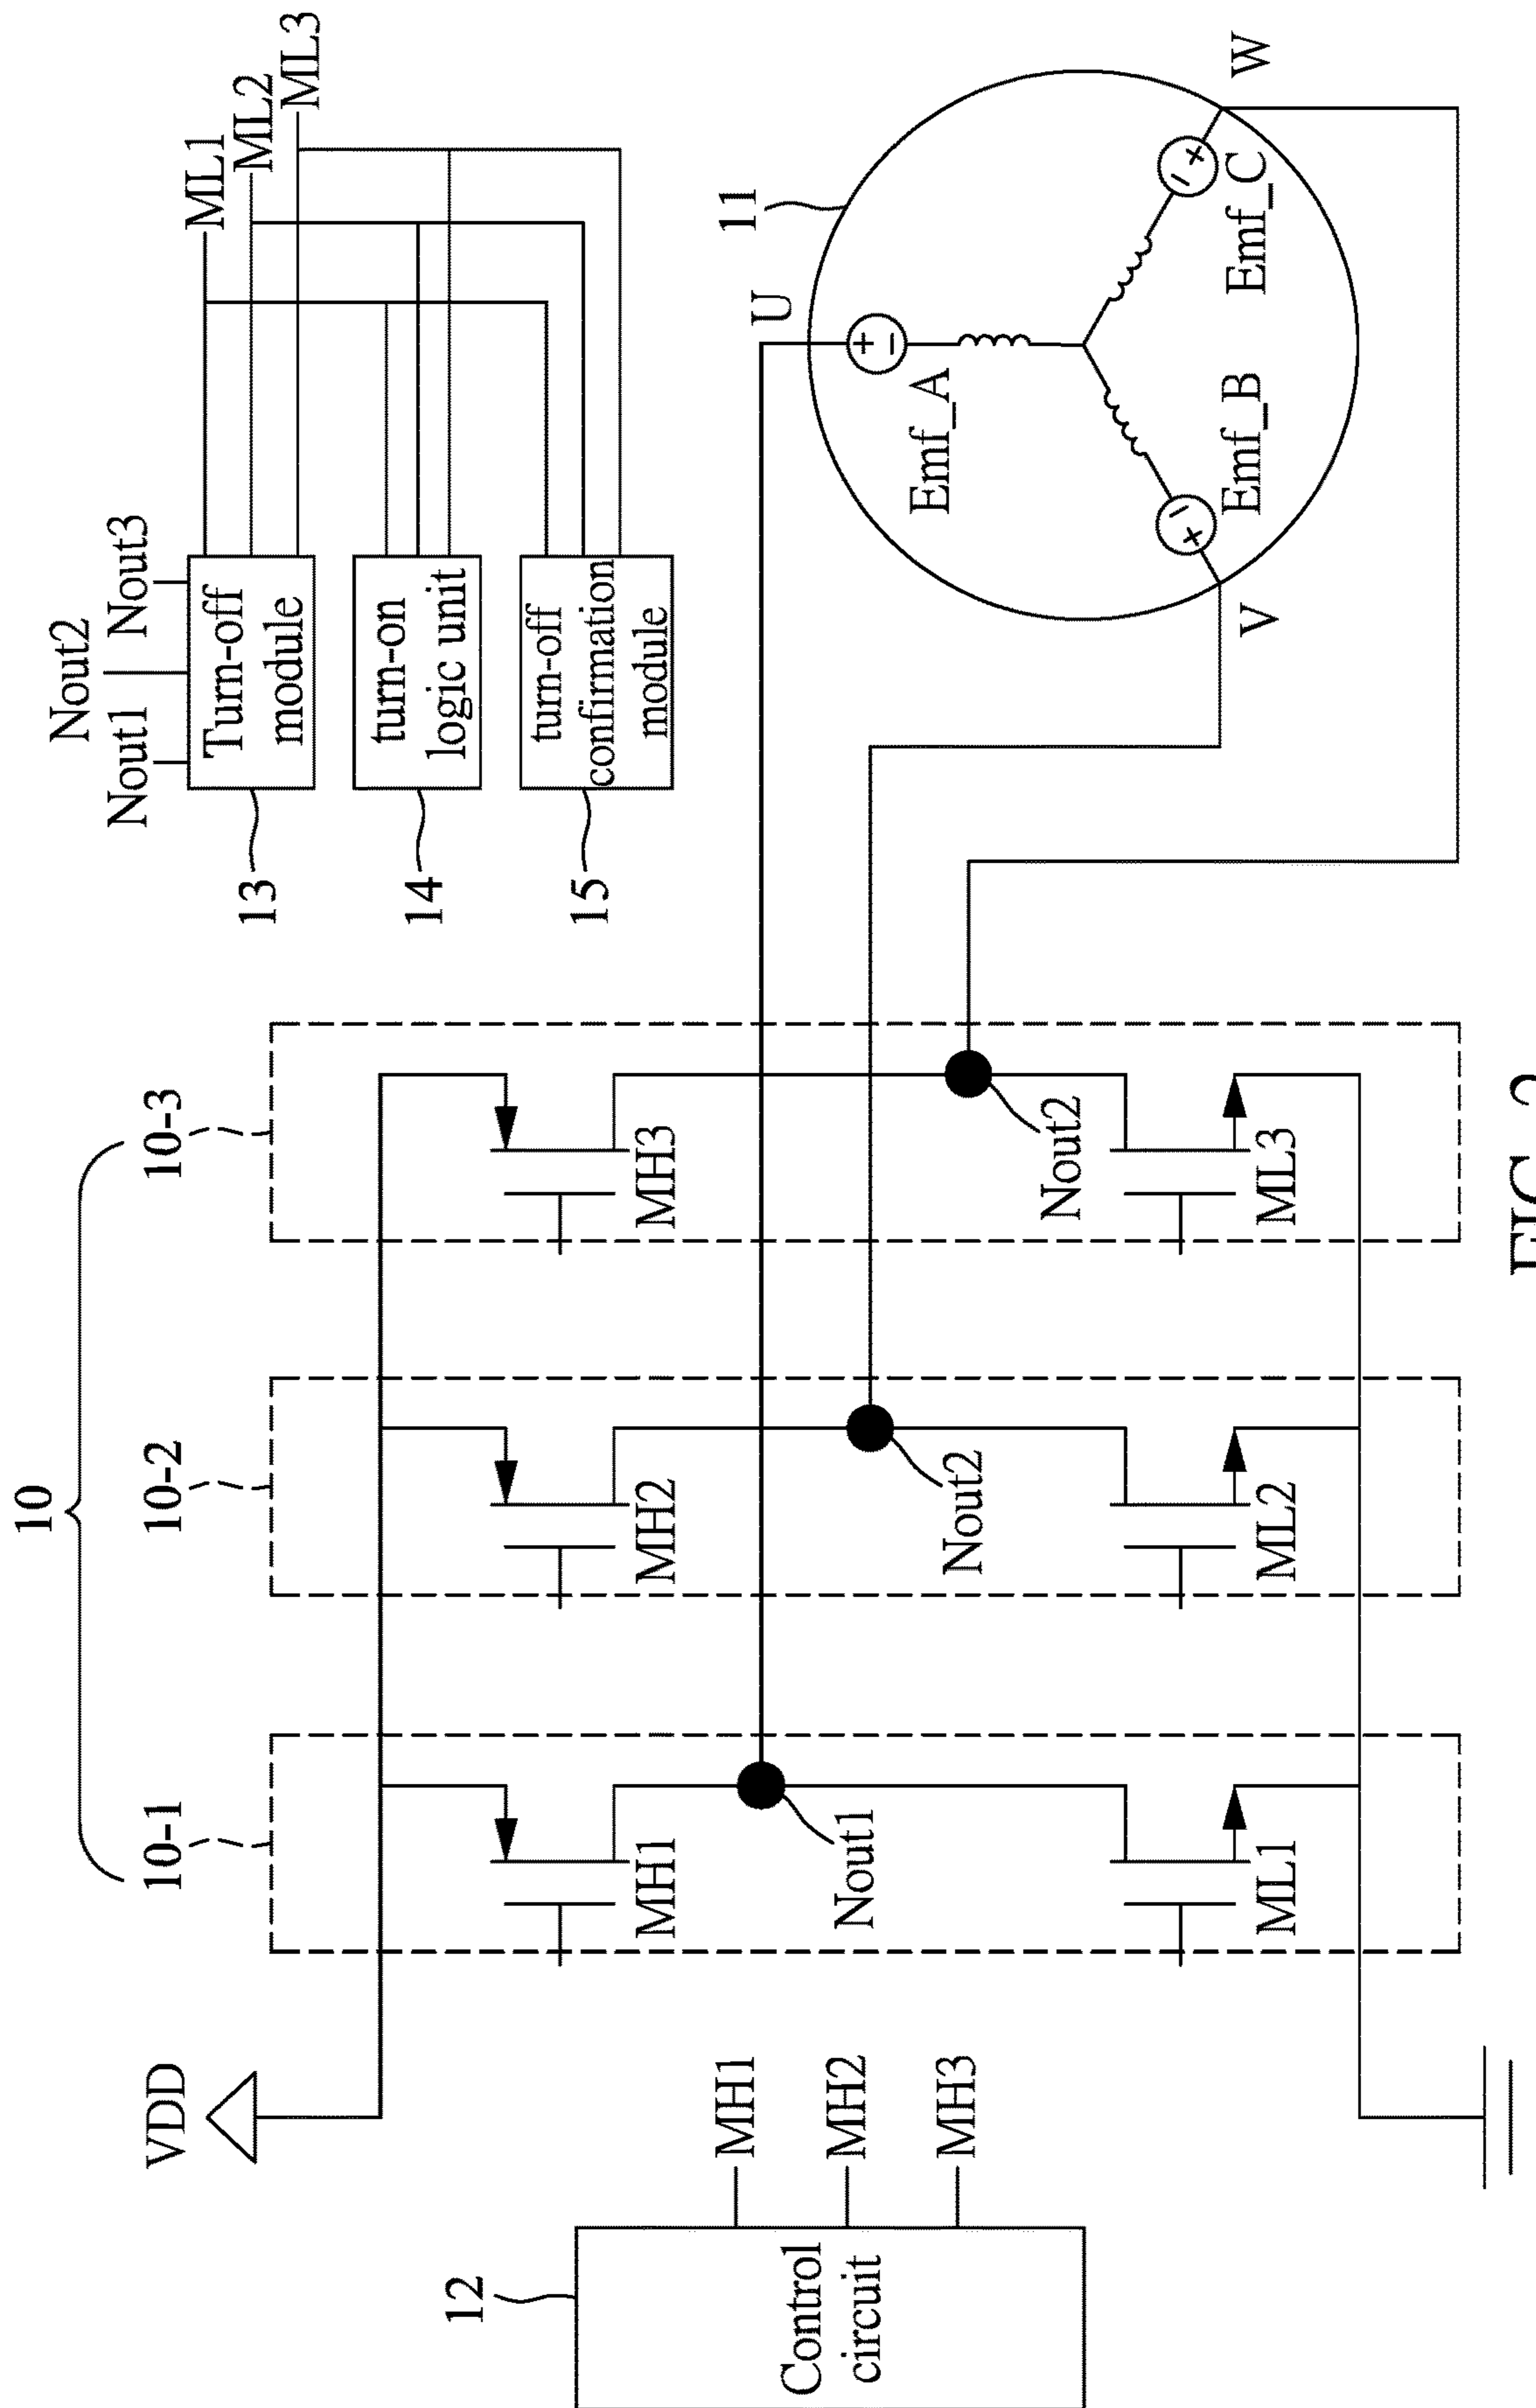 10
10-1
10-2
10-3
VDD
12
Control
circuit
MH1
MH2
MH3
MH1
MH2
MH3
Nout1
Nout2
Nout2
ML1
ML2
ML3
Nout1
Nout2
Nout3
13
Turn-off
module
14
turn-on
logic unit
15
turn-off
confirmation
module
ML1
ML2
ML3
11
U
+
−
Emf_A
V
+
−
Emf_B
W
−
+
Emf_C